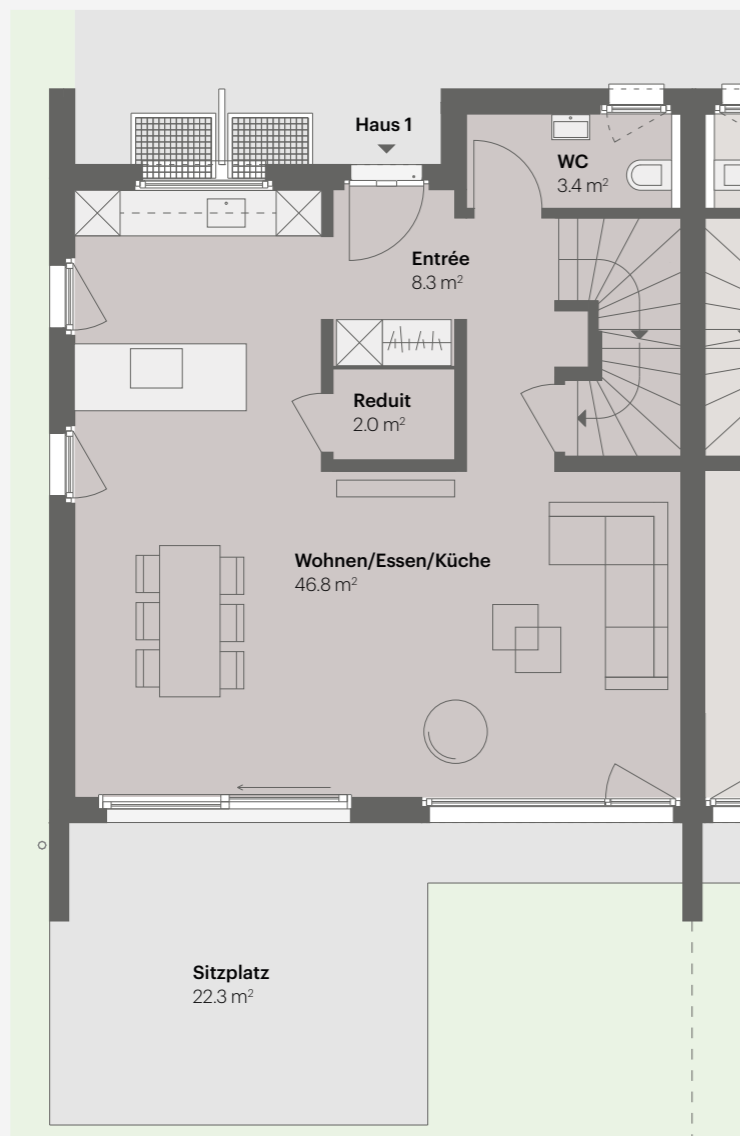 Haus 1
WC
3.4 m²
Entrée
8.3 m²
Reduit
2.0 m²
Wohnen/Essen/Küche
46.8 m²
Sitzplatz
22.3 m²